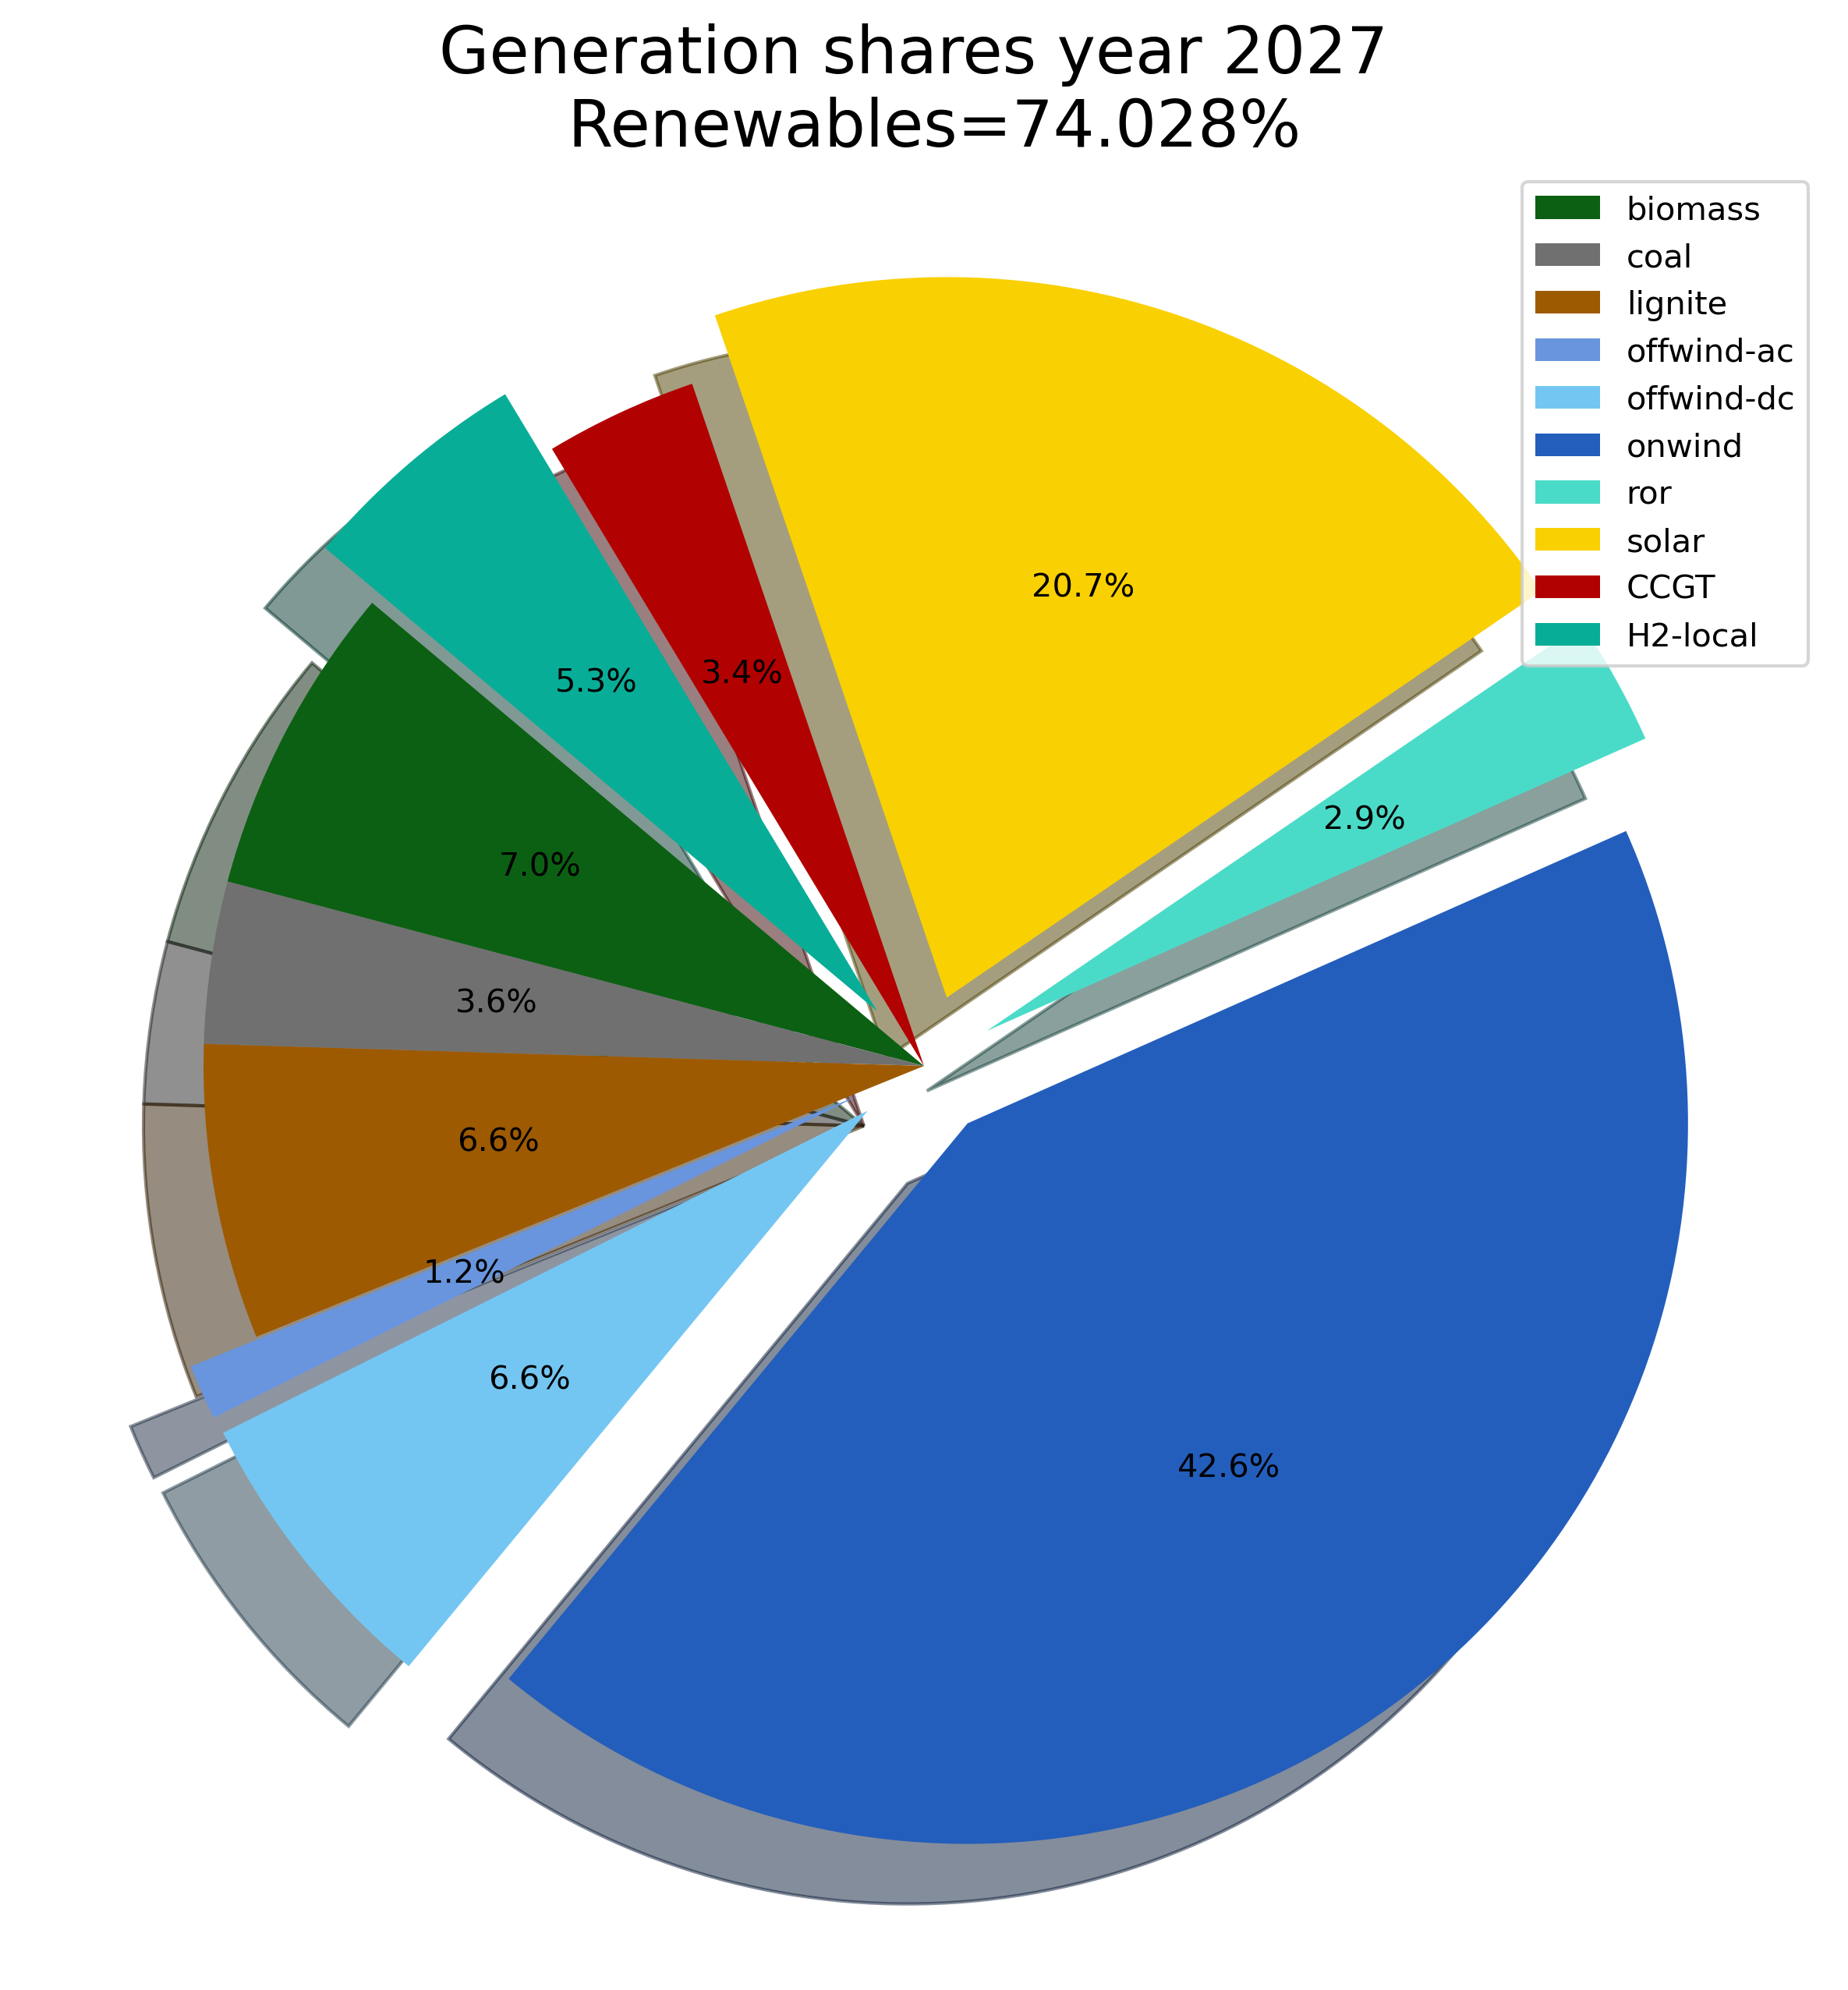 Generation shares year 2027
Renewables=74.028%
biomass
coal
lignite
offwind-ac
offwind-dc
onwind
ror
solar
CCGT
H2-local
20.7%
3.4%
5.3%
2.9%
7.0%
3.6%
6.6%
1.2%
6.6%
42.6%